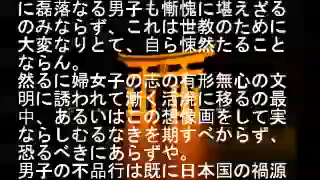 に磊落なる男子も慚愧に堪えざる
のみならず、これは世教のために
大変なりとて、自ら悚然たること
ならん。
然るに婦女子の志の有形無心の文
明に誘われて漸く活溌に移るの最
中、あるいはこの想像画をして実
ならしむるなきを期すべからず、
恐るべきにあらずや。
男子の不品行は既に日本国の禍源